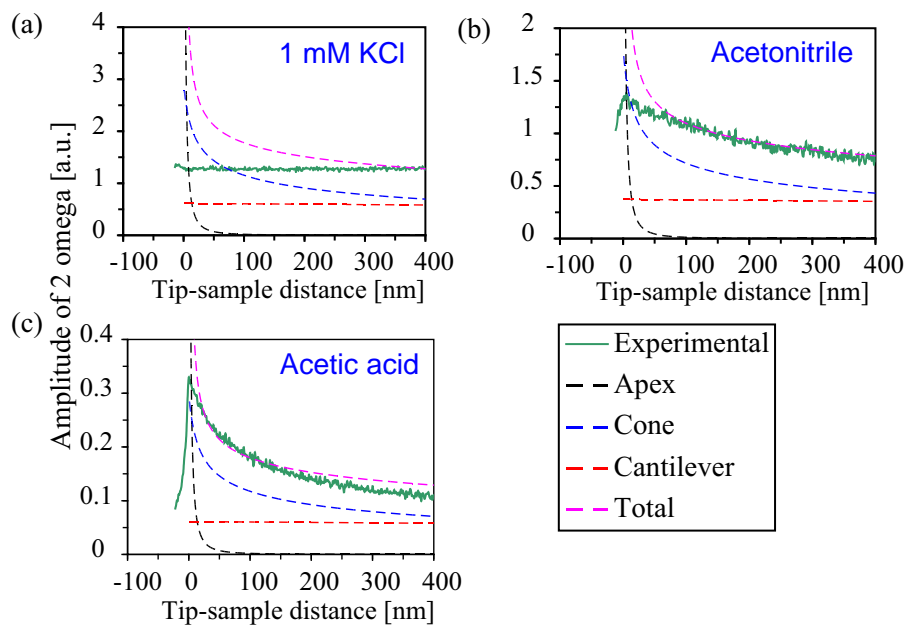 (a)
1 mM KCl
4
3
2
1
0
-100 0 100 200 300 400
Tip-sample distance [nm]
(b)
Acetonitrile
2
1.5
1
0.5
0
-100 0 100 200 300 400
Tip-sample distance [nm]
(c)
Acetic acid
0.4
0.3
0.2
0.1
0
-100 0 100 200 300 400
Tip-sample distance [nm]
Amplitude of 2 omega [a.u.]
Experimental
Apex
Cone
Cantilever
Total